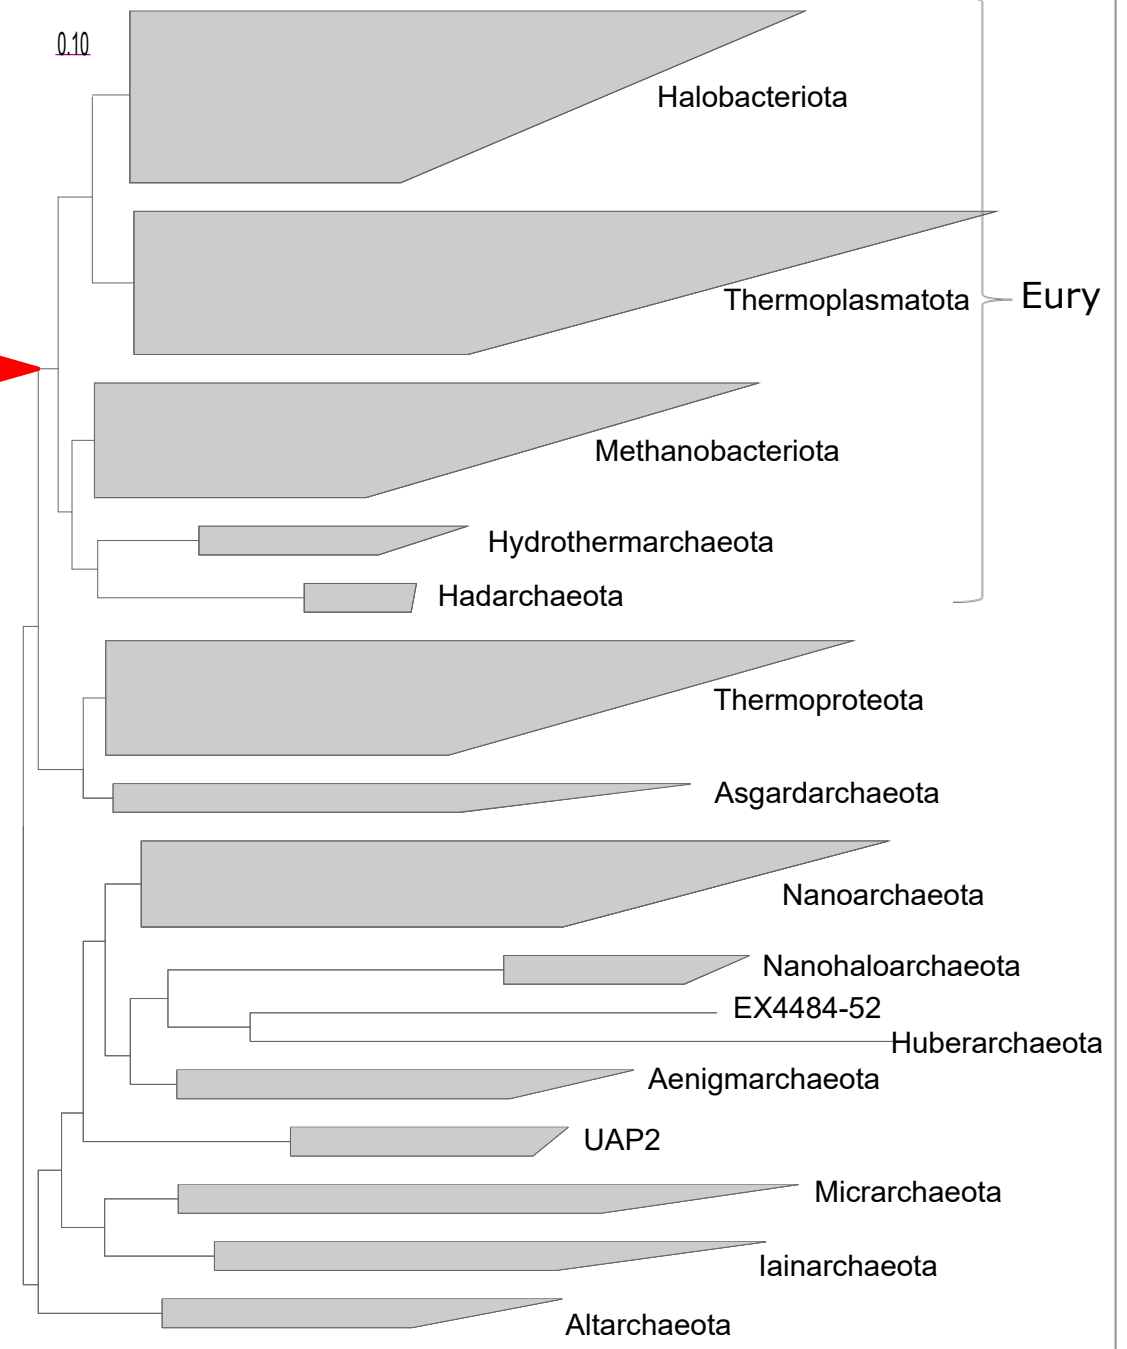 0.10
Halobacteriota
Thermoplasmatota
Eury
Methanobacteriota
Hydrothermarchaeota
Hadarchaeota
Thermoproteota
Asgardarchaeota
Nanoarchaeota
Nanohaloarchaeota
EX4484-52
Huberarchaeota
Aenigmarchaeota
UAP2
Micrarchaeota
Iainarchaeota
Altarchaeota